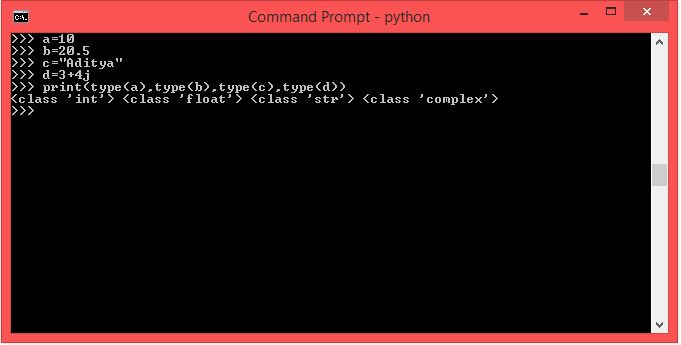 Command Prompt - python
>>> a=10
>>> b=20.5
>>> c="Aditya"
>>> d=3+4j
>>> print(type(a),type(b),type(c),type(d))
<class 'int'> <class 'float'> <class 'str'> <class 'complex'>
>>>